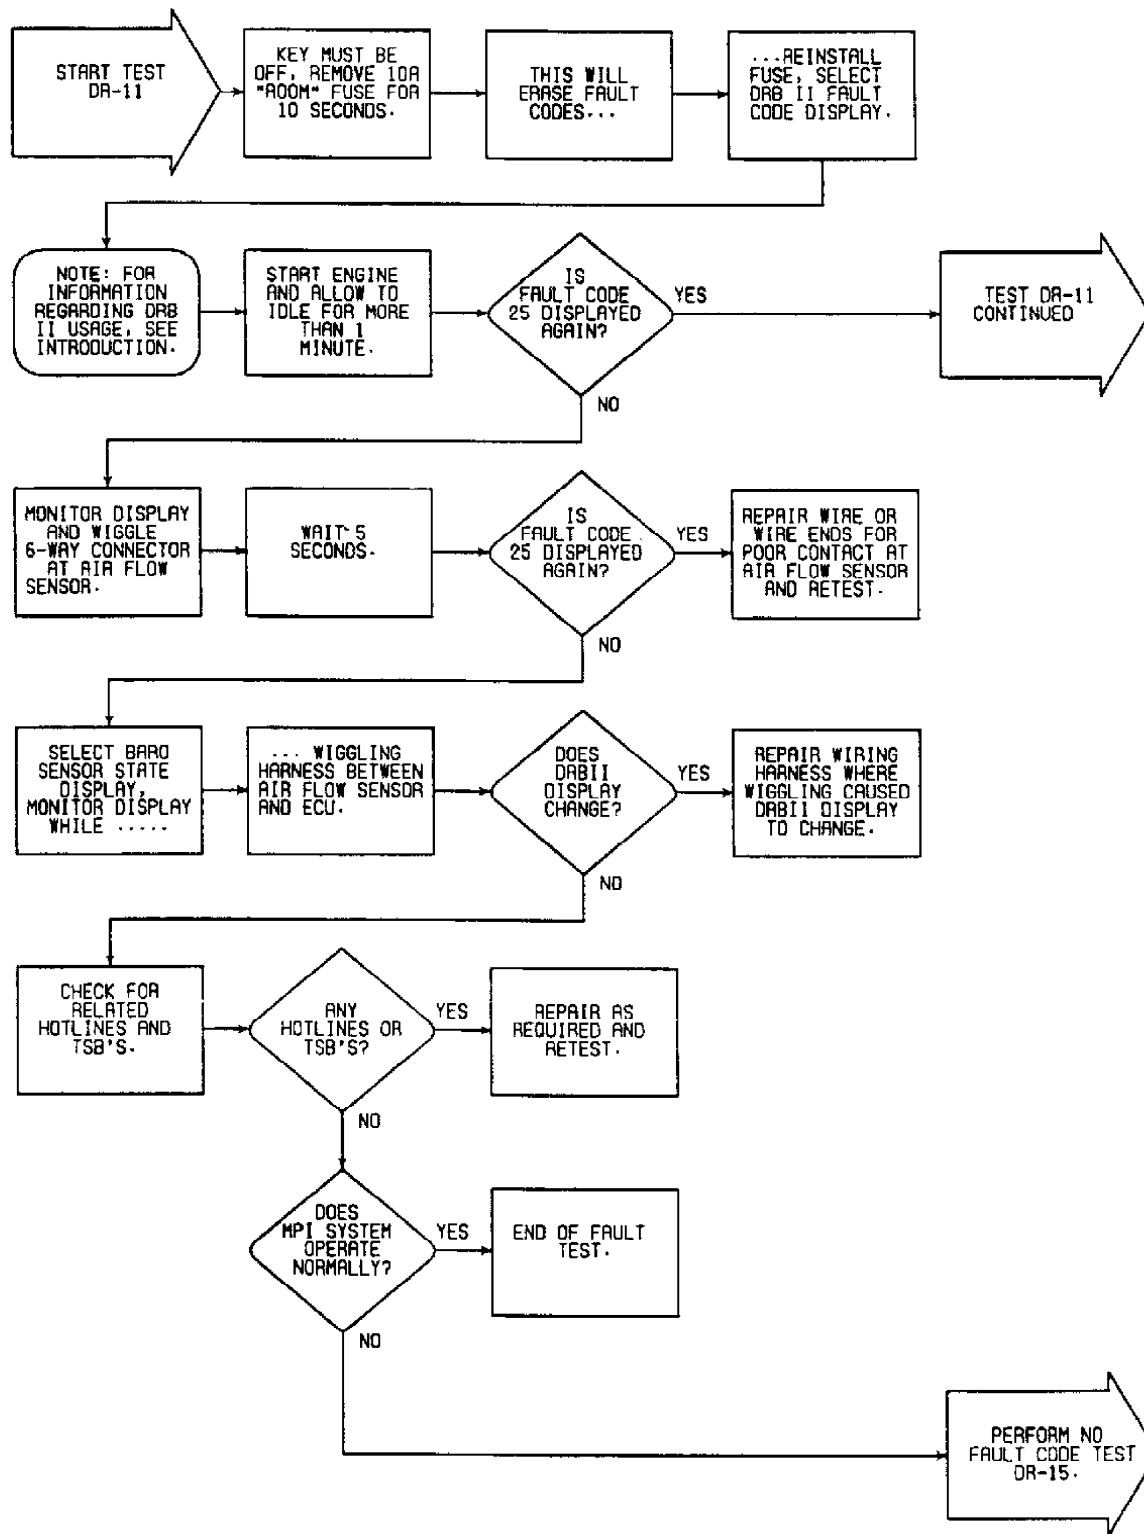 START TEST
DR-11
KEY MUST BE
OFF, REMOVE 10A
"ROOM" FUSE FOR
10 SECONDS.
THIS WILL
ERASE FAULT
CODES...
...REINSTALL
FUSE, SELECT
DRB II FAULT
CODE DISPLAY.
NOTE: FOR
INFORMATION
REGARDING DRB
II USAGE, SEE
INTRODUCTION.
START ENGINE
AND ALLOW TO
IDLE FOR MORE
THAN 1
MINUTE.
IS
FAULT CODE
25 DISPLAYED
AGAIN?
YES
TEST DR-11
CONTINUED
NO
MONITOR DISPLAY
AND WIGGLE
6-WAY CONNECTOR
AT AIR FLOW
SENSOR.
WAIT 5
SECONDS.
IS
FAULT CODE
25 DISPLAYED
AGAIN?
YES
REPAIR WIRE OR
WIRE ENDS FOR
POOR CONTACT AT
AIR FLOW SENSOR
AND RETEST.
NO
SELECT BARO
SENSOR STATE
DISPLAY,
MONITOR DISPLAY
WHILE .....
... WIGGLING
HARNESS BETWEEN
AIR FLOW SENSOR
AND ECU.
DOES
DRBII
DISPLAY
CHANGE?
YES
REPAIR WIRING
HARNESS WHERE
WIGGLING CAUSED
DRBII DISPLAY
TO CHANGE.
NO
CHECK FOR
RELATED
HOTLINES AND
TSB'S.
ANY
HOTLINES OR
TSB'S?
YES
REPAIR AS
REQUIRED AND
RETEST.
NO
DOES
MPI SYSTEM
OPERATE
NORMALLY?
YES
END OF FAULT
TEST.
NO
PERFORM NO
FAULT CODE TEST
DR-15.